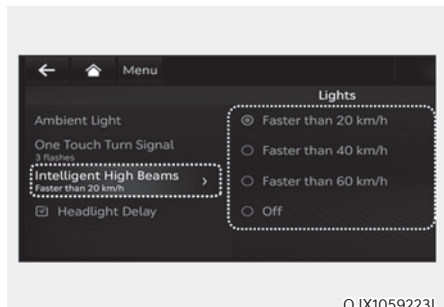 Menu
Lights
Ambient Light
One Touch Turn Signal
3 flashes
Intelligent High Beams
Faster than 20 km/h
Headlight Delay
Faster than 20 km/h
Faster than 40 km/h
Faster than 60 km/h
Off
OJX1059223L